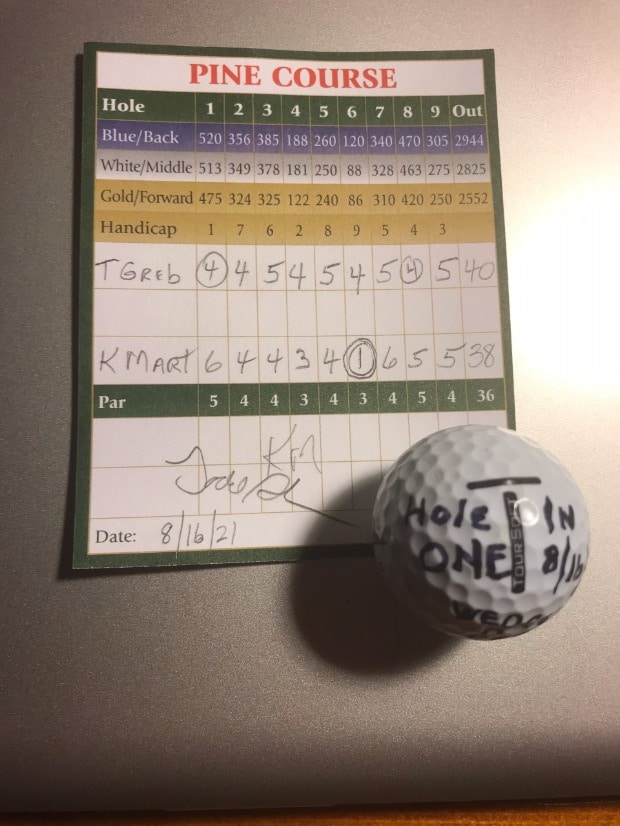 PINE COURSE
Hole 1 2 3 4 5 6 7 8 9 Out
Blue/Back 520 356 385 188 260 120 340 470 305 2944
White/Middle 513 349 378 181 250 88 328 463 275 2825
Gold/Forward 475 324 325 122 240 86 310 420 250 2552
Handicap 1 7 6 2 8 9 5 4 3
T GREB 4 4 5 4 5 4 5 4 5 40
K MART 6 4 4 3 4 1 6 5 5 38
Par 5 4 4 3 4 3 4 5 4 36
KM
Date: 8/16/21
Hole IN
ONE 8/16
TOUR